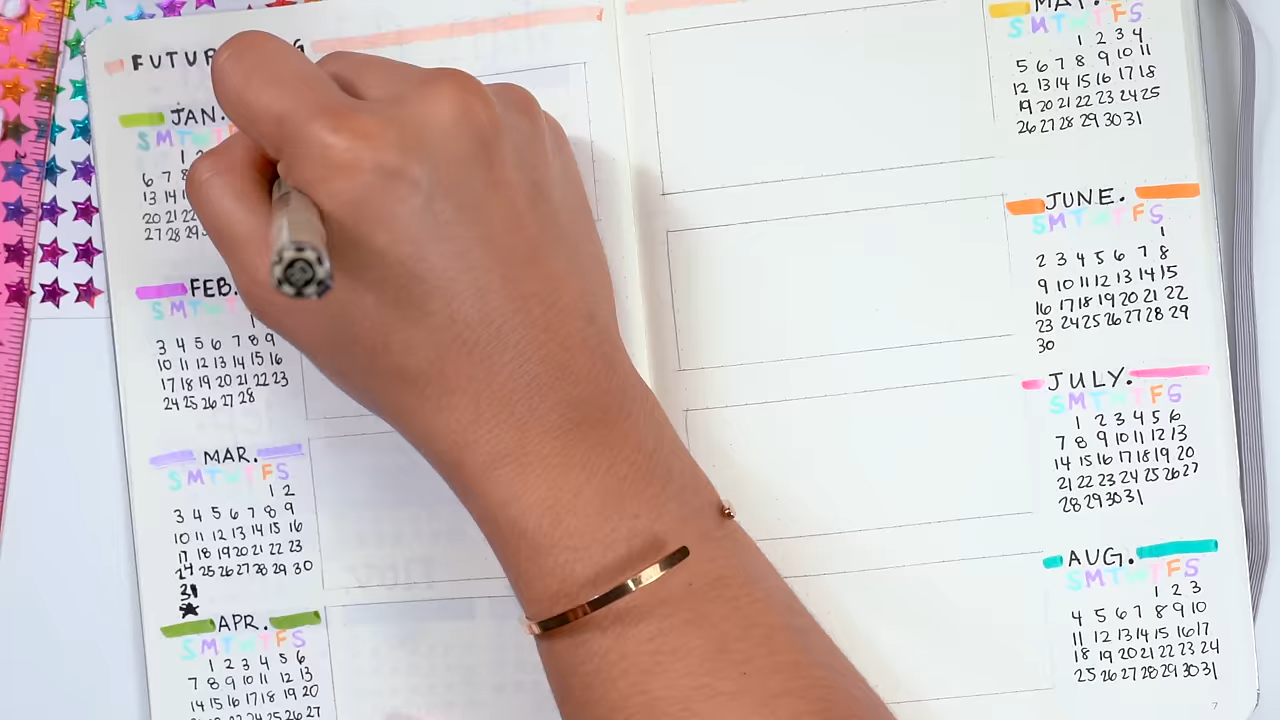 FUTUR G
JAN.
S M T W
1 2
6 7 8
13 14
20 21 22
27 28 29
FEB.
S M T W T
1
3 4 5 6 7 8 9
10 11 12 13 14 15 16
17 18 19 20 21 22 23
24 25 26 27 28
MAR.
S M T W T F S
1 2
3 4 5 6 7 8 9
10 11 12 13 14 15 16
17 18 19 20 21 22 23
24 25 26 27 28 29 30
31
APR.
S M T W T F S
1 2 3 4 5 6
7 8 9 10 11 12 13
14 15 16 17 18 19 20
24 25 26 27
MAY.
S M T W T F S
1 2 3 4
5 6 7 8 9 10 11
12 13 14 15 16 17 18
19 20 21 22 23 24 25
26 27 28 29 30 31
JUNE.
S M T W T F S
1
2 3 4 5 6 7 8
9 10 11 12 13 14 15
16 17 18 19 20 21 22
23 24 25 26 27 28 29
30
JULY.
S M T W T F S
1 2 3 4 5 6
7 8 9 10 11 12 13
14 15 16 17 18 19 20
21 22 23 24 25 26 27
28 29 30 31
AUG.
S M T W T F S
1 2 3
4 5 6 7 8 9 10
11 12 13 14 15 16 17
18 19 20 21 22 23 24
25 26 27 28 29 30 31
7